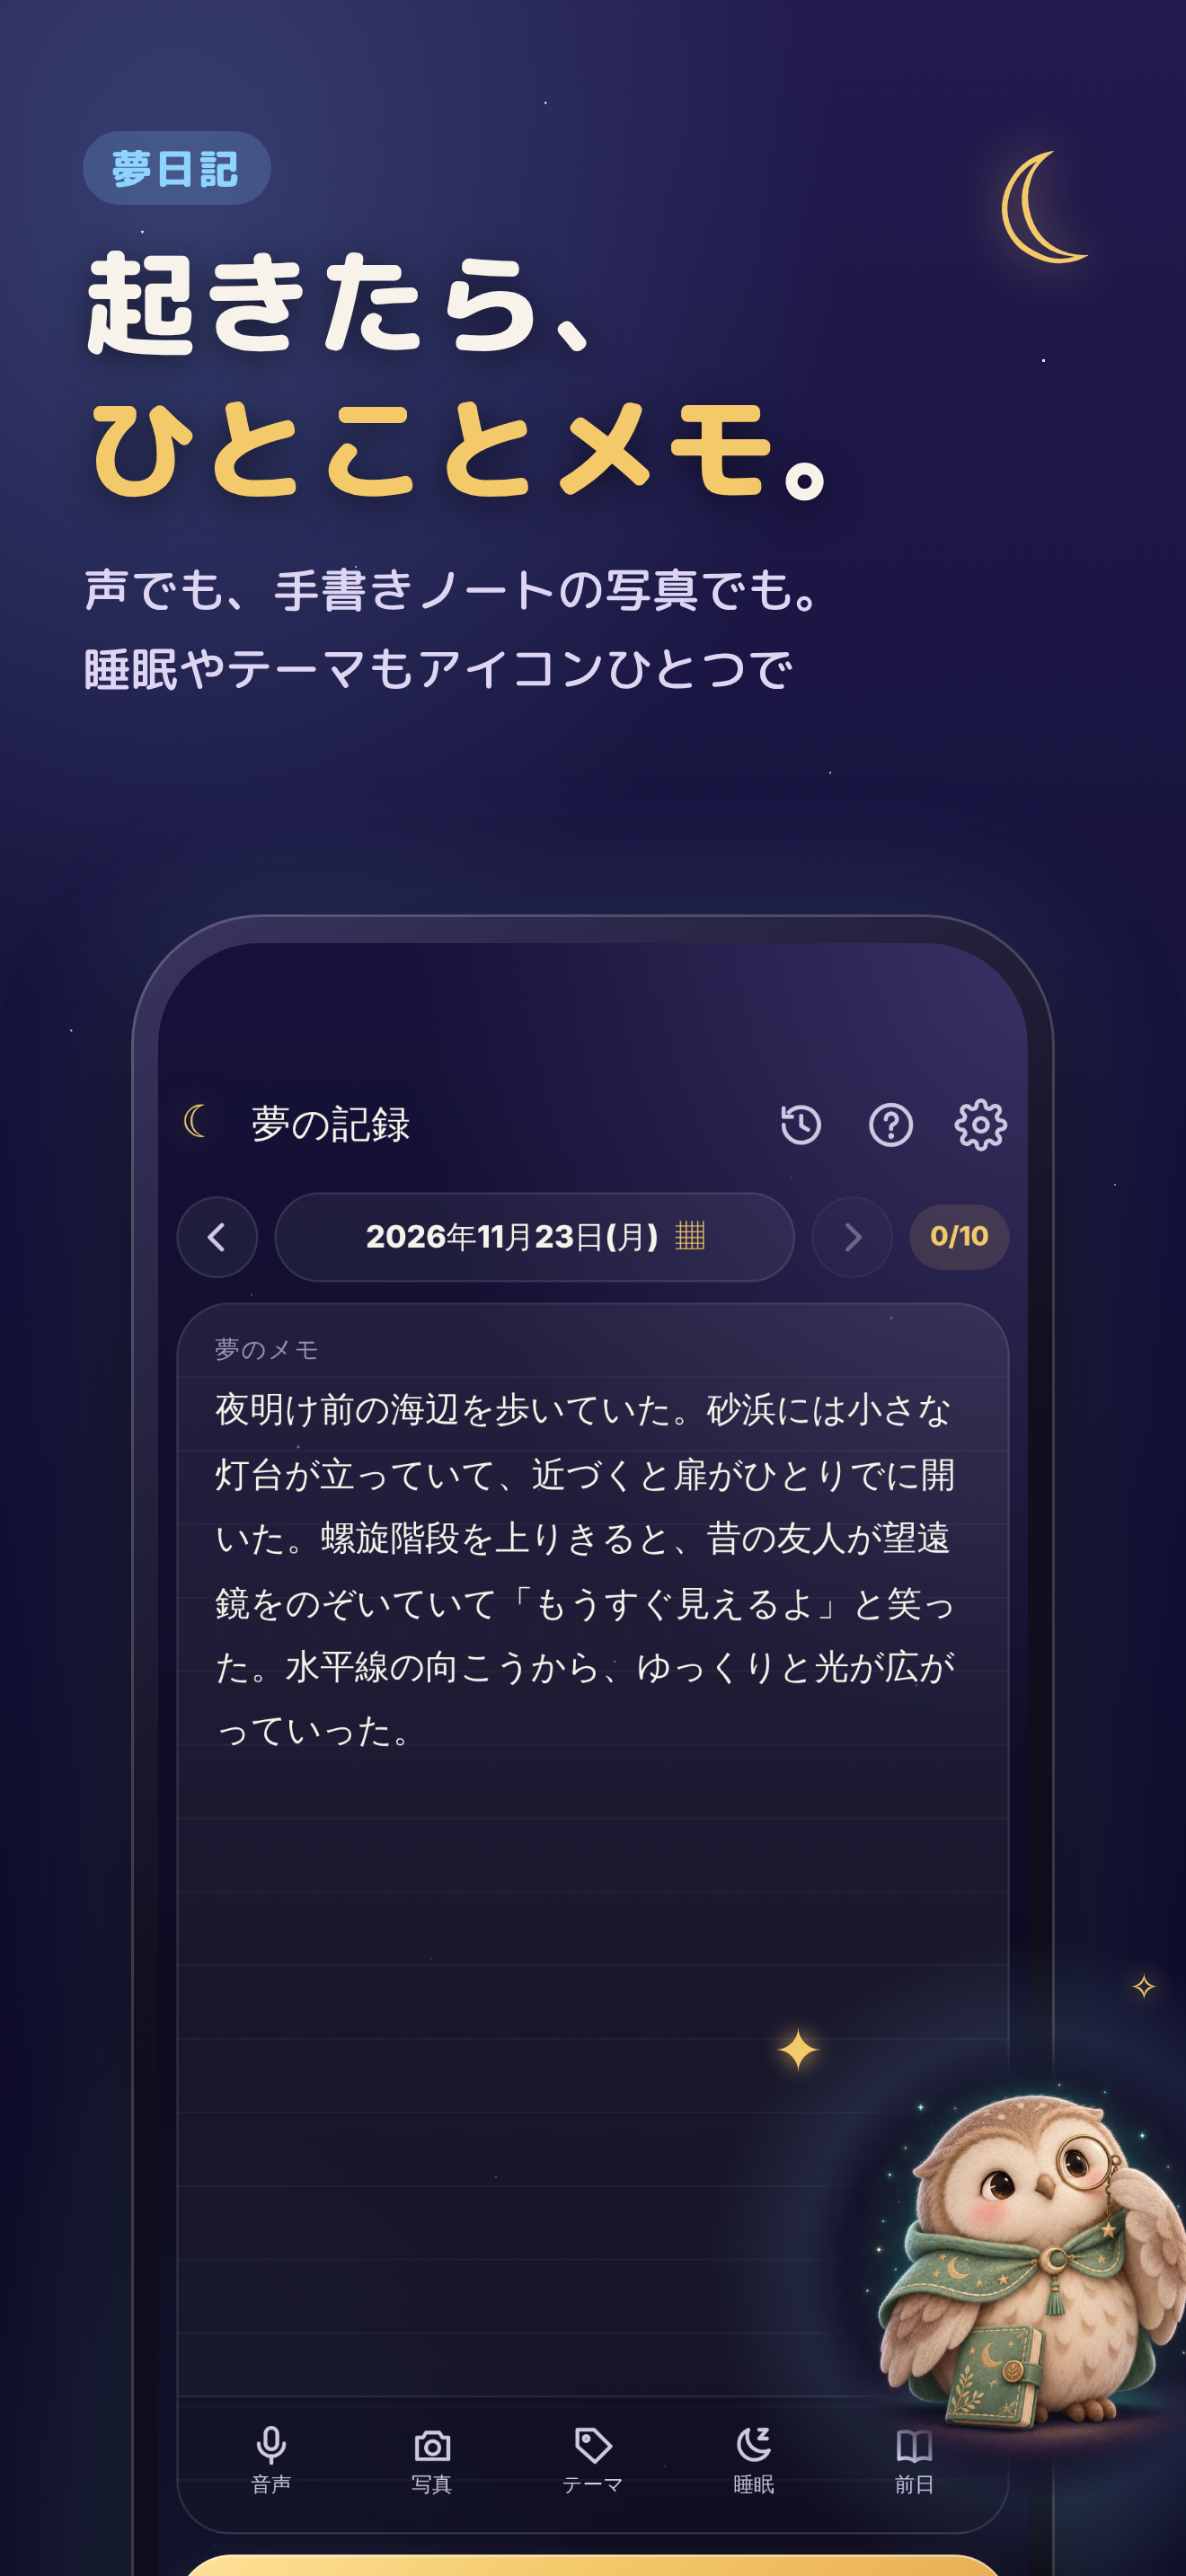 夢日記
起きたら、
ひとことメモ。
声でも、手書きノートの写真でも。
睡眠やテーマもアイコンひとつで
夢の記録
2026年11月23日(月)
0/10
夢のメモ
夜明け前の海辺を歩いていた。砂浜には小さな
灯台が立っていて、近づくと扉がひとりでに開
いた。螺旋階段を上りきると、昔の友人が望遠
鏡をのぞいていて「もうすぐ見えるよ」と笑っ
た。水平線の向こうから、ゆっくりと光が広が
っていった。
音声 写真 テーマ 睡眠 前日